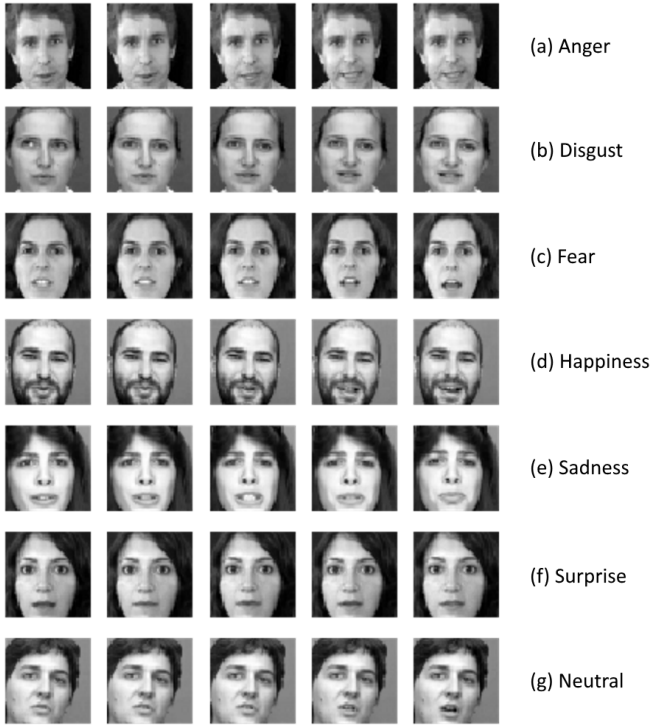 (a) Anger
(b) Disgust
(c) Fear
(d) Happiness
(e) Sadness
(f) Surprise
(g) Neutral